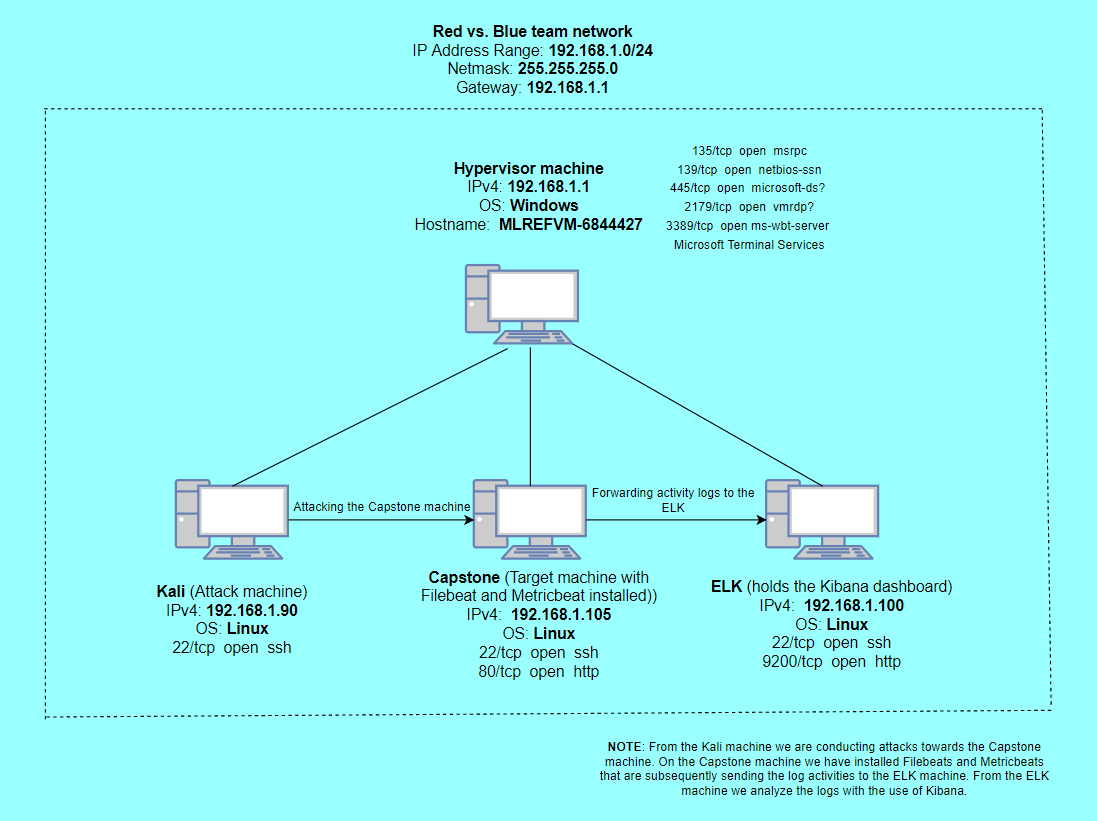 Red vs. Blue team network
IP Address Range: 192.168.1.0/24
Netmask: 255.255.255.0
Gateway: 192.168.1.1
Hypervisor machine
IPv4: 192.168.1.1
OS: Windows
Hostname: MLREFVM-6844427
135/tcp open msrpc
139/tcp open netbios-ssn
445/tcp open microsoft-ds?
2179/tcp open vmrdp?
3389/tcp open ms-wbt-server
Microsoft Terminal Services
Attacking the Capstone machine
Forwarding activity logs to the
ELK
Kali (Attack machine)
IPv4: 192.168.1.90
OS: Linux
22/tcp open ssh
Capstone (Target machine with
Filebeat and Metricbeat installed))
IPv4: 192.168.1.105
OS: Linux
22/tcp open ssh
80/tcp open http
ELK (holds the Kibana dashboard)
IPv4: 192.168.1.100
OS: Linux
22/tcp open ssh
9200/tcp open http
NOTE: From the Kali machine we are conducting attacks towards the Capstone
machine. On the Capstone machine we have installed Filebeats and Metricbeats
that are subsequently sending the log activities to the ELK machine. From the ELK
machine we analyze the logs with the use of Kibana.